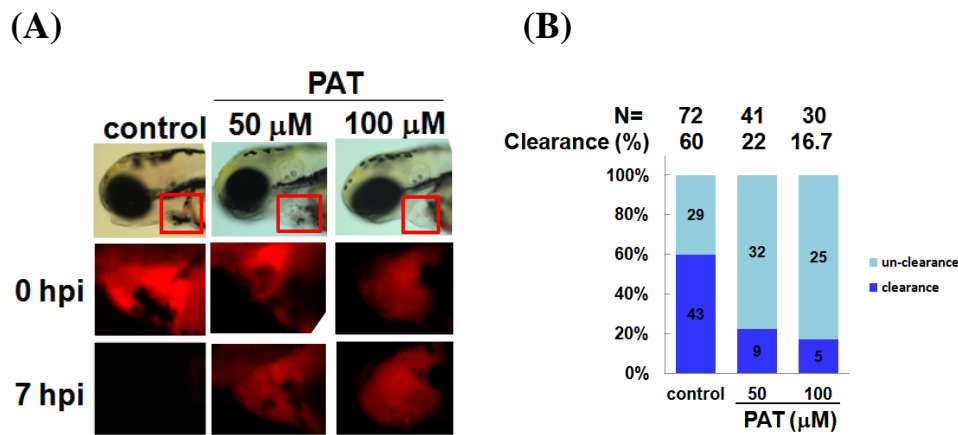 (A)
PAT
control 50 μM 100 μM
0 hpi
7 hpi
(B)
N= 72 41 30
Clearance (%) 60 22 16.7
100%
80%
60%
40%
20%
0%
29
32
25
43
9
5
un-clearance
clearance
control 50 100
PAT (μM)